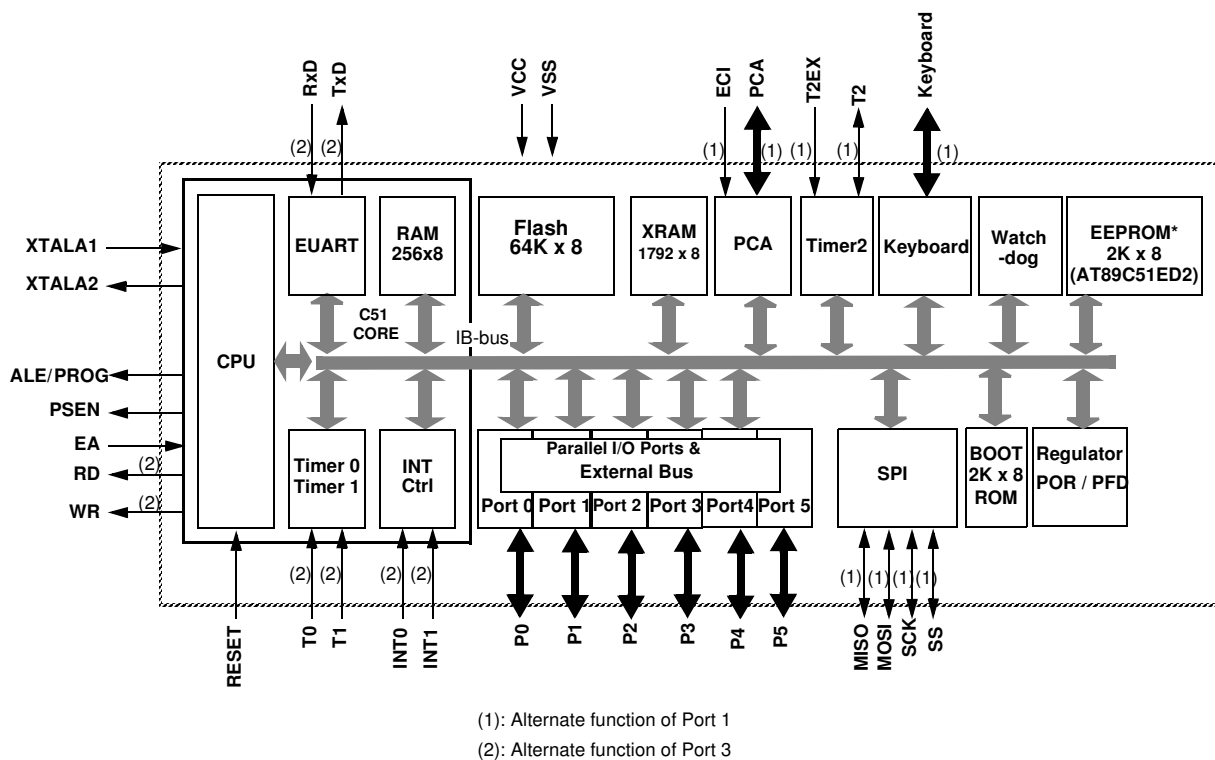 RxD
TxD
VCC
VSS
ECI
PCA
T2EX
T2
Keyboard
(2)
(2)
(1)
(1)
(1)
(1)
(1)
XTALA1
XTALA2
ALE/PROG
PSEN
EA
RD
(2)
WR
(2)
CPU
EUART
RAM
256x8
C51
CORE
IB-bus
Flash
64K x 8
XRAM
1792 x 8
PCA
Timer2
Keyboard
Watch
-dog
EEPROM*
2K x 8
(AT89C51ED2)
Timer 0
Timer 1
INT
Ctrl
Parallel I/O Ports &
External Bus
Port 0
Port 1
Port 2
Port 3
Port4
Port 5
SPI
BOOT
2K x 8
ROM
Regulator
POR / PFD
(2)
(2)
(2)
(2)
(1)
(1)
(1)
(1)
RESET
T0
T1
INT0
INT1
P0
P1
P2
P3
P4
P5
MISO
MOSI
SCK
SS
(1): Alternate function of Port 1
(2): Alternate function of Port 3